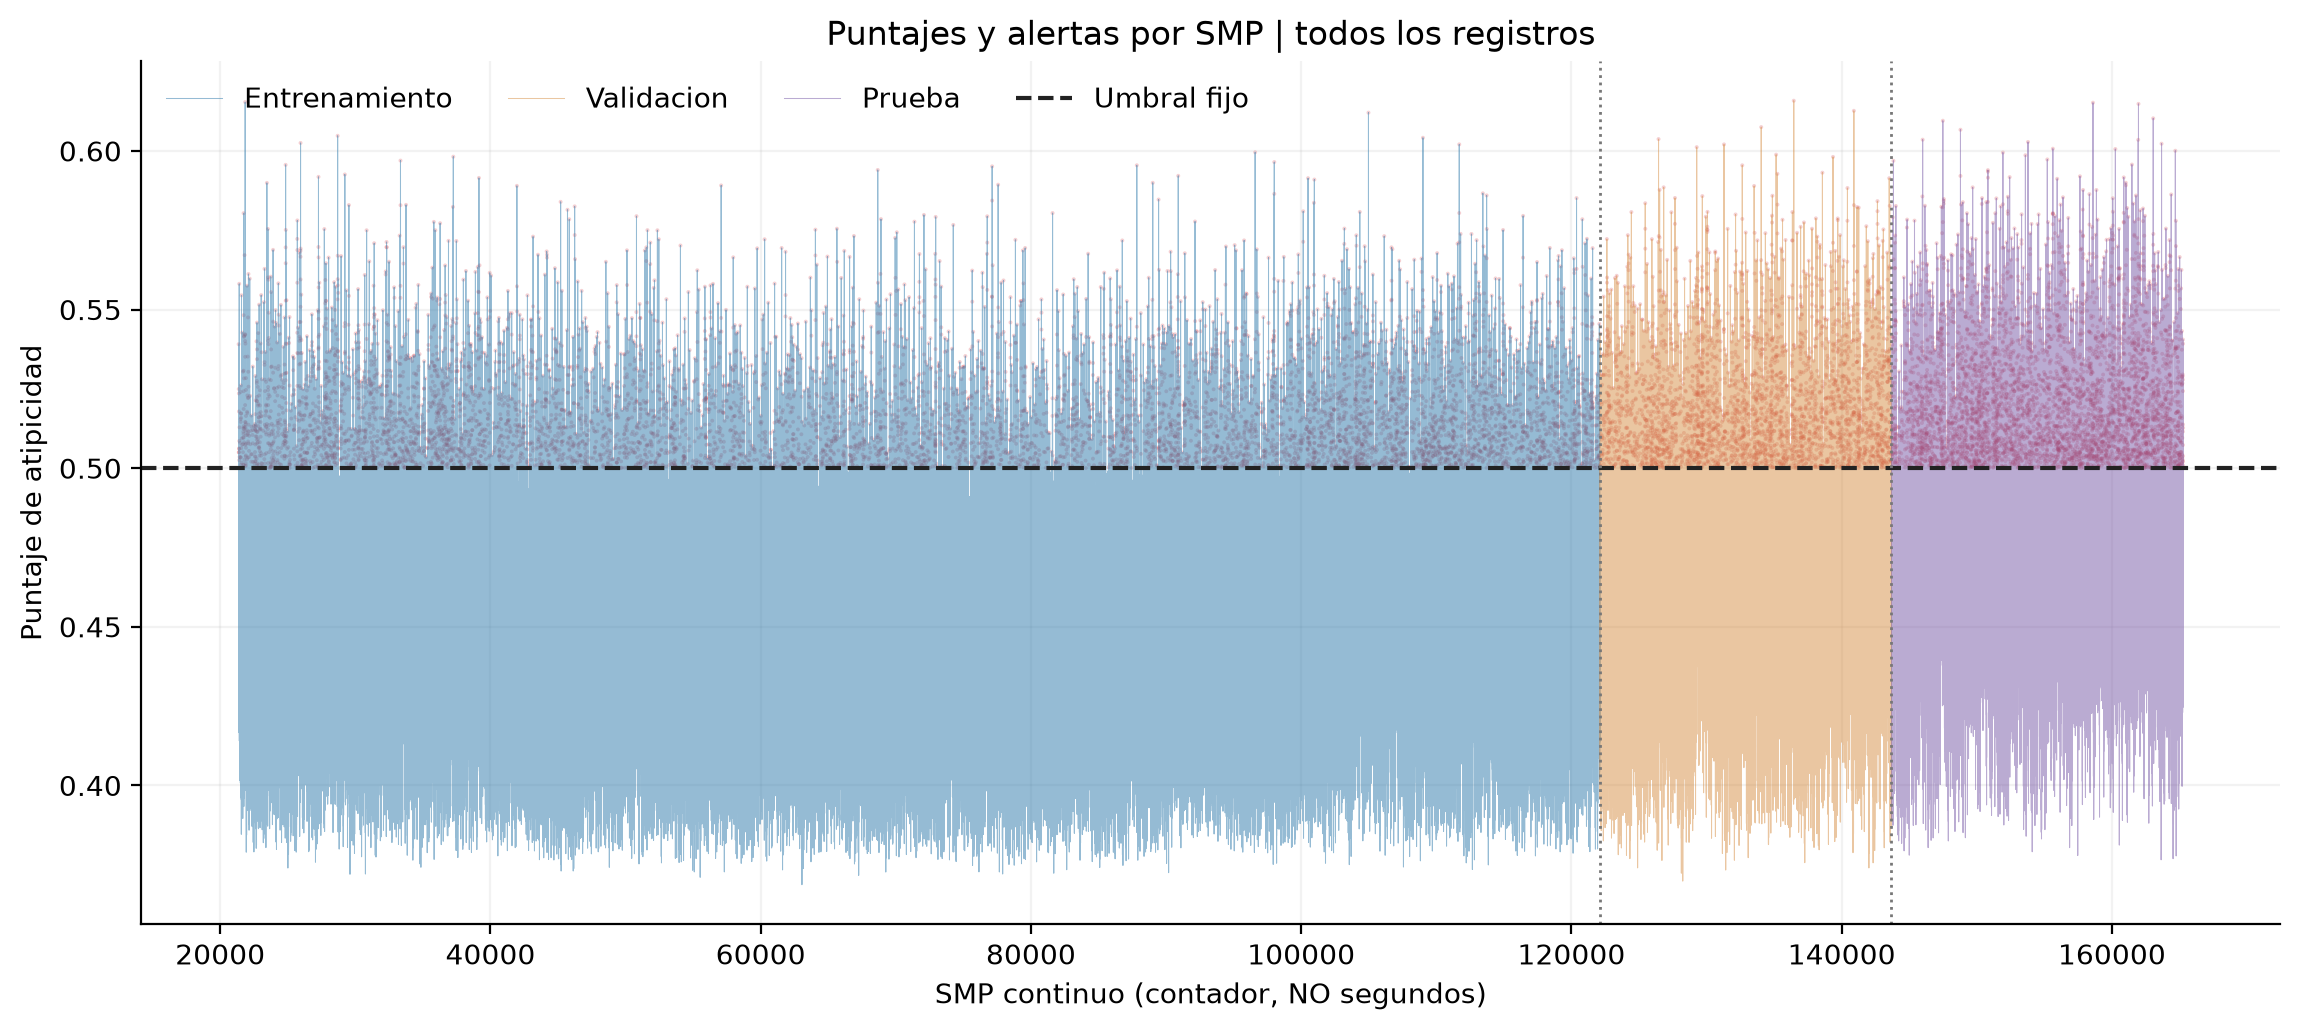 Puntajes y alertas por SMP | todos los registros
Entrenamiento
Validacion
Prueba
Umbral fijo
Puntaje de atipicidad
0.60
0.55
0.50
0.45
0.40
20000
40000
60000
80000
100000
120000
140000
160000
SMP continuo (contador, NO segundos)